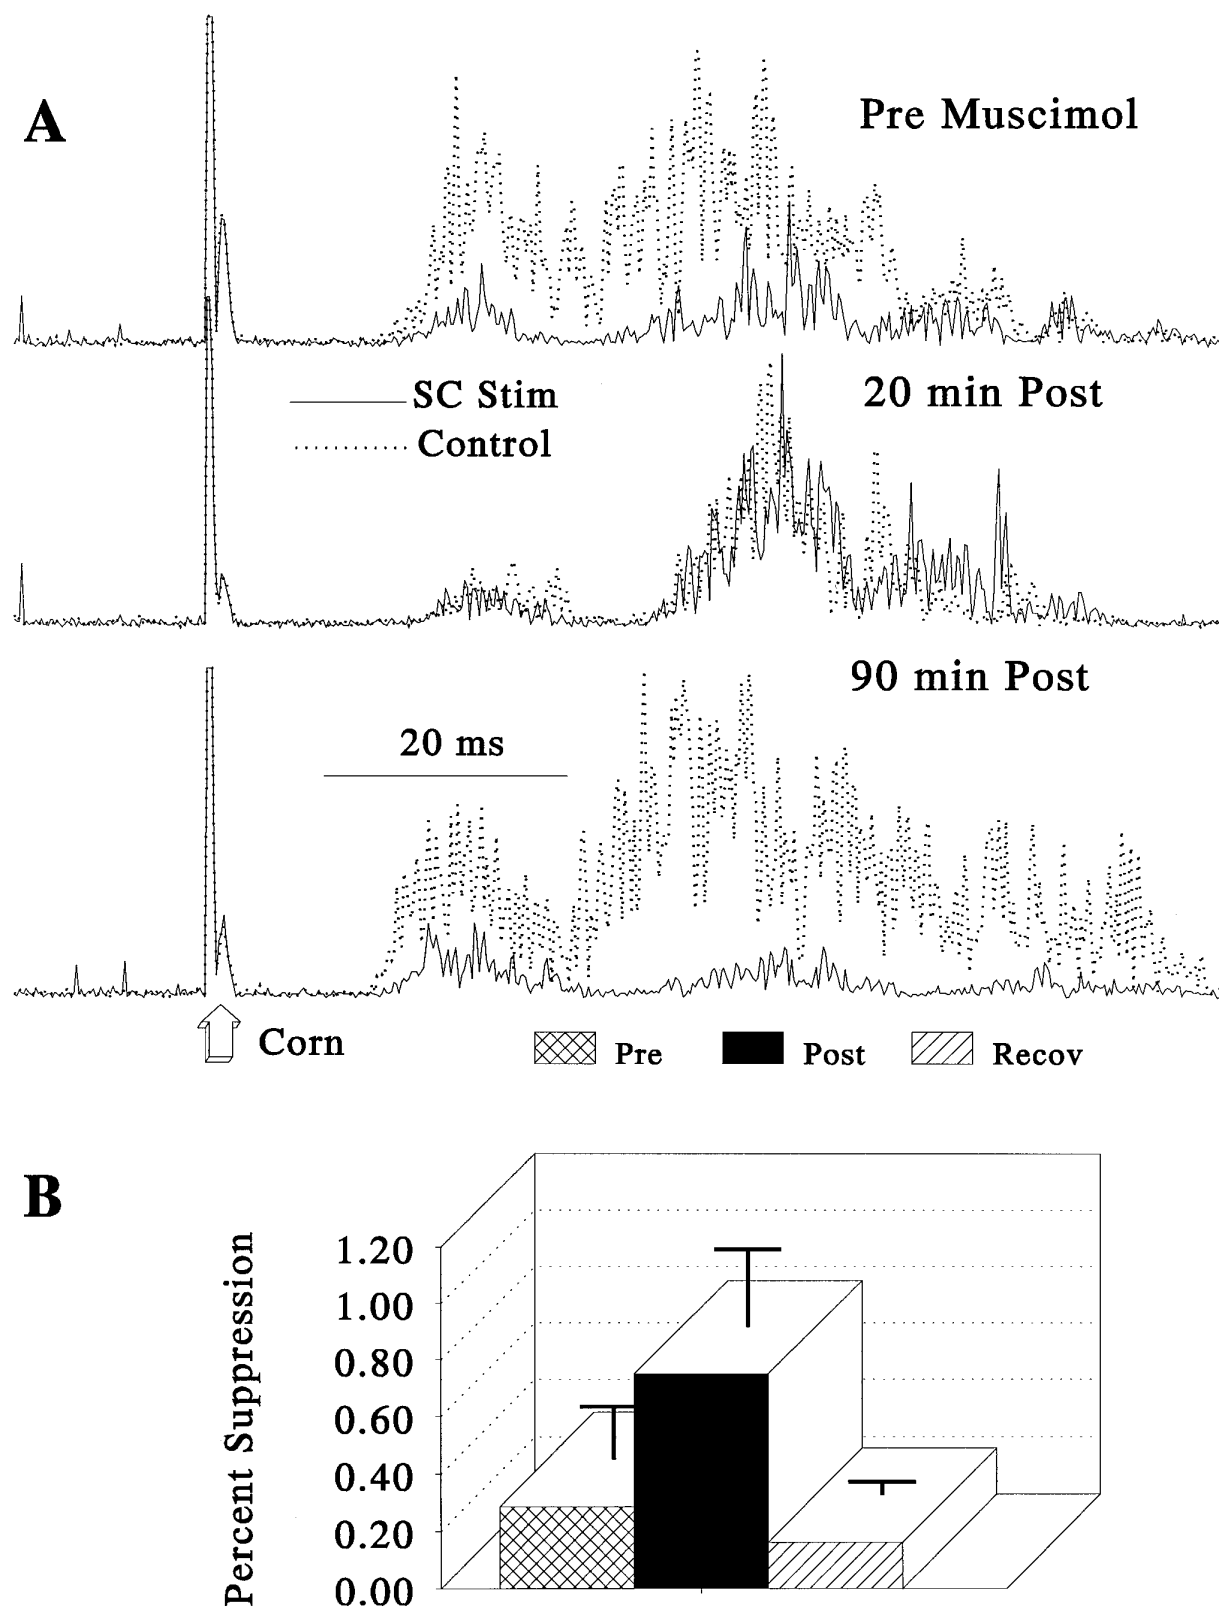 A
Pre Muscimol
SC Stim
20 min Post
Control
90 min Post
20 ms
Corn
Pre
Post
Recov
B
Percent Suppression
1.20
1.00
0.80
0.60
0.40
0.20
0.00